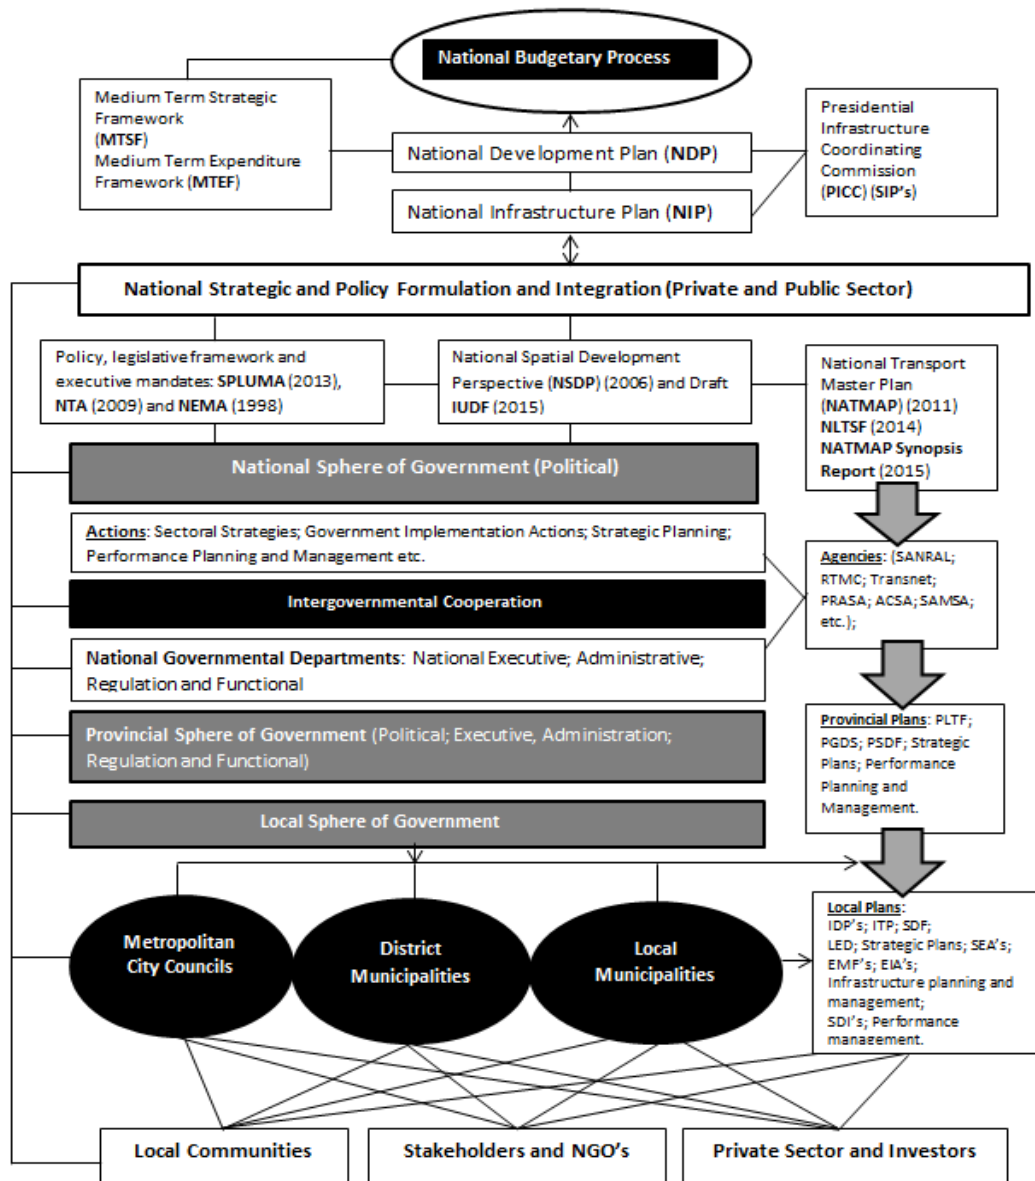 National Budgetary Process
Medium Term Strategic
Framework
(MTSF)
Medium Term Expenditure
Framework (MTEF)
National Development Plan (NDP)
National Infrastructure Plan (NIP)
Presidential
Infrastructure
Coordinating
Commission
(PICC) (SIP's)
National Strategic and Policy Formulation and Integration (Private and Public Sector)
Policy, legislative framework and
executive mandates: SPLUMA (2013),
NTA (2009) and NEMA (1998)
National Spatial Development
Perspective (NSDP) (2006) and Draft
IUDF (2015)
National Transport
Master Plan
(NATMAP) (2011)
NLTSF (2014)
NATMAP Synopsis
Report (2015)
National Sphere of Government (Political)
Actions: Sectoral Strategies; Government Implementation Actions; Strategic Planning;
Performance Planning and Management etc.
Agencies: (SANRAL;
RTMC; Transnet;
PRASA; ACSA; SAMSA;
etc.);
Intergovernmental Cooperation
National Governmental Departments: National Executive; Administrative;
Regulation and Functional
Provincial Sphere of Government (Political; Executive, Administration;
Regulation and Functional)
Provincial Plans: PLTF;
PGDS; PSDF; Strategic
Plans; Performance
Planning and
Management.
Local Sphere of Government
Metropolitan
City Councils
District
Municipalities
Local
Municipalities
Local Plans:
IDP's; ITP; SDF;
LED; Strategic Plans; SEA's;
EMF's; EIA's;
Infrastructure planning and
management;
SDI's; Performance
management.
Local Communities
Stakeholders and NGO's
Private Sector and Investors